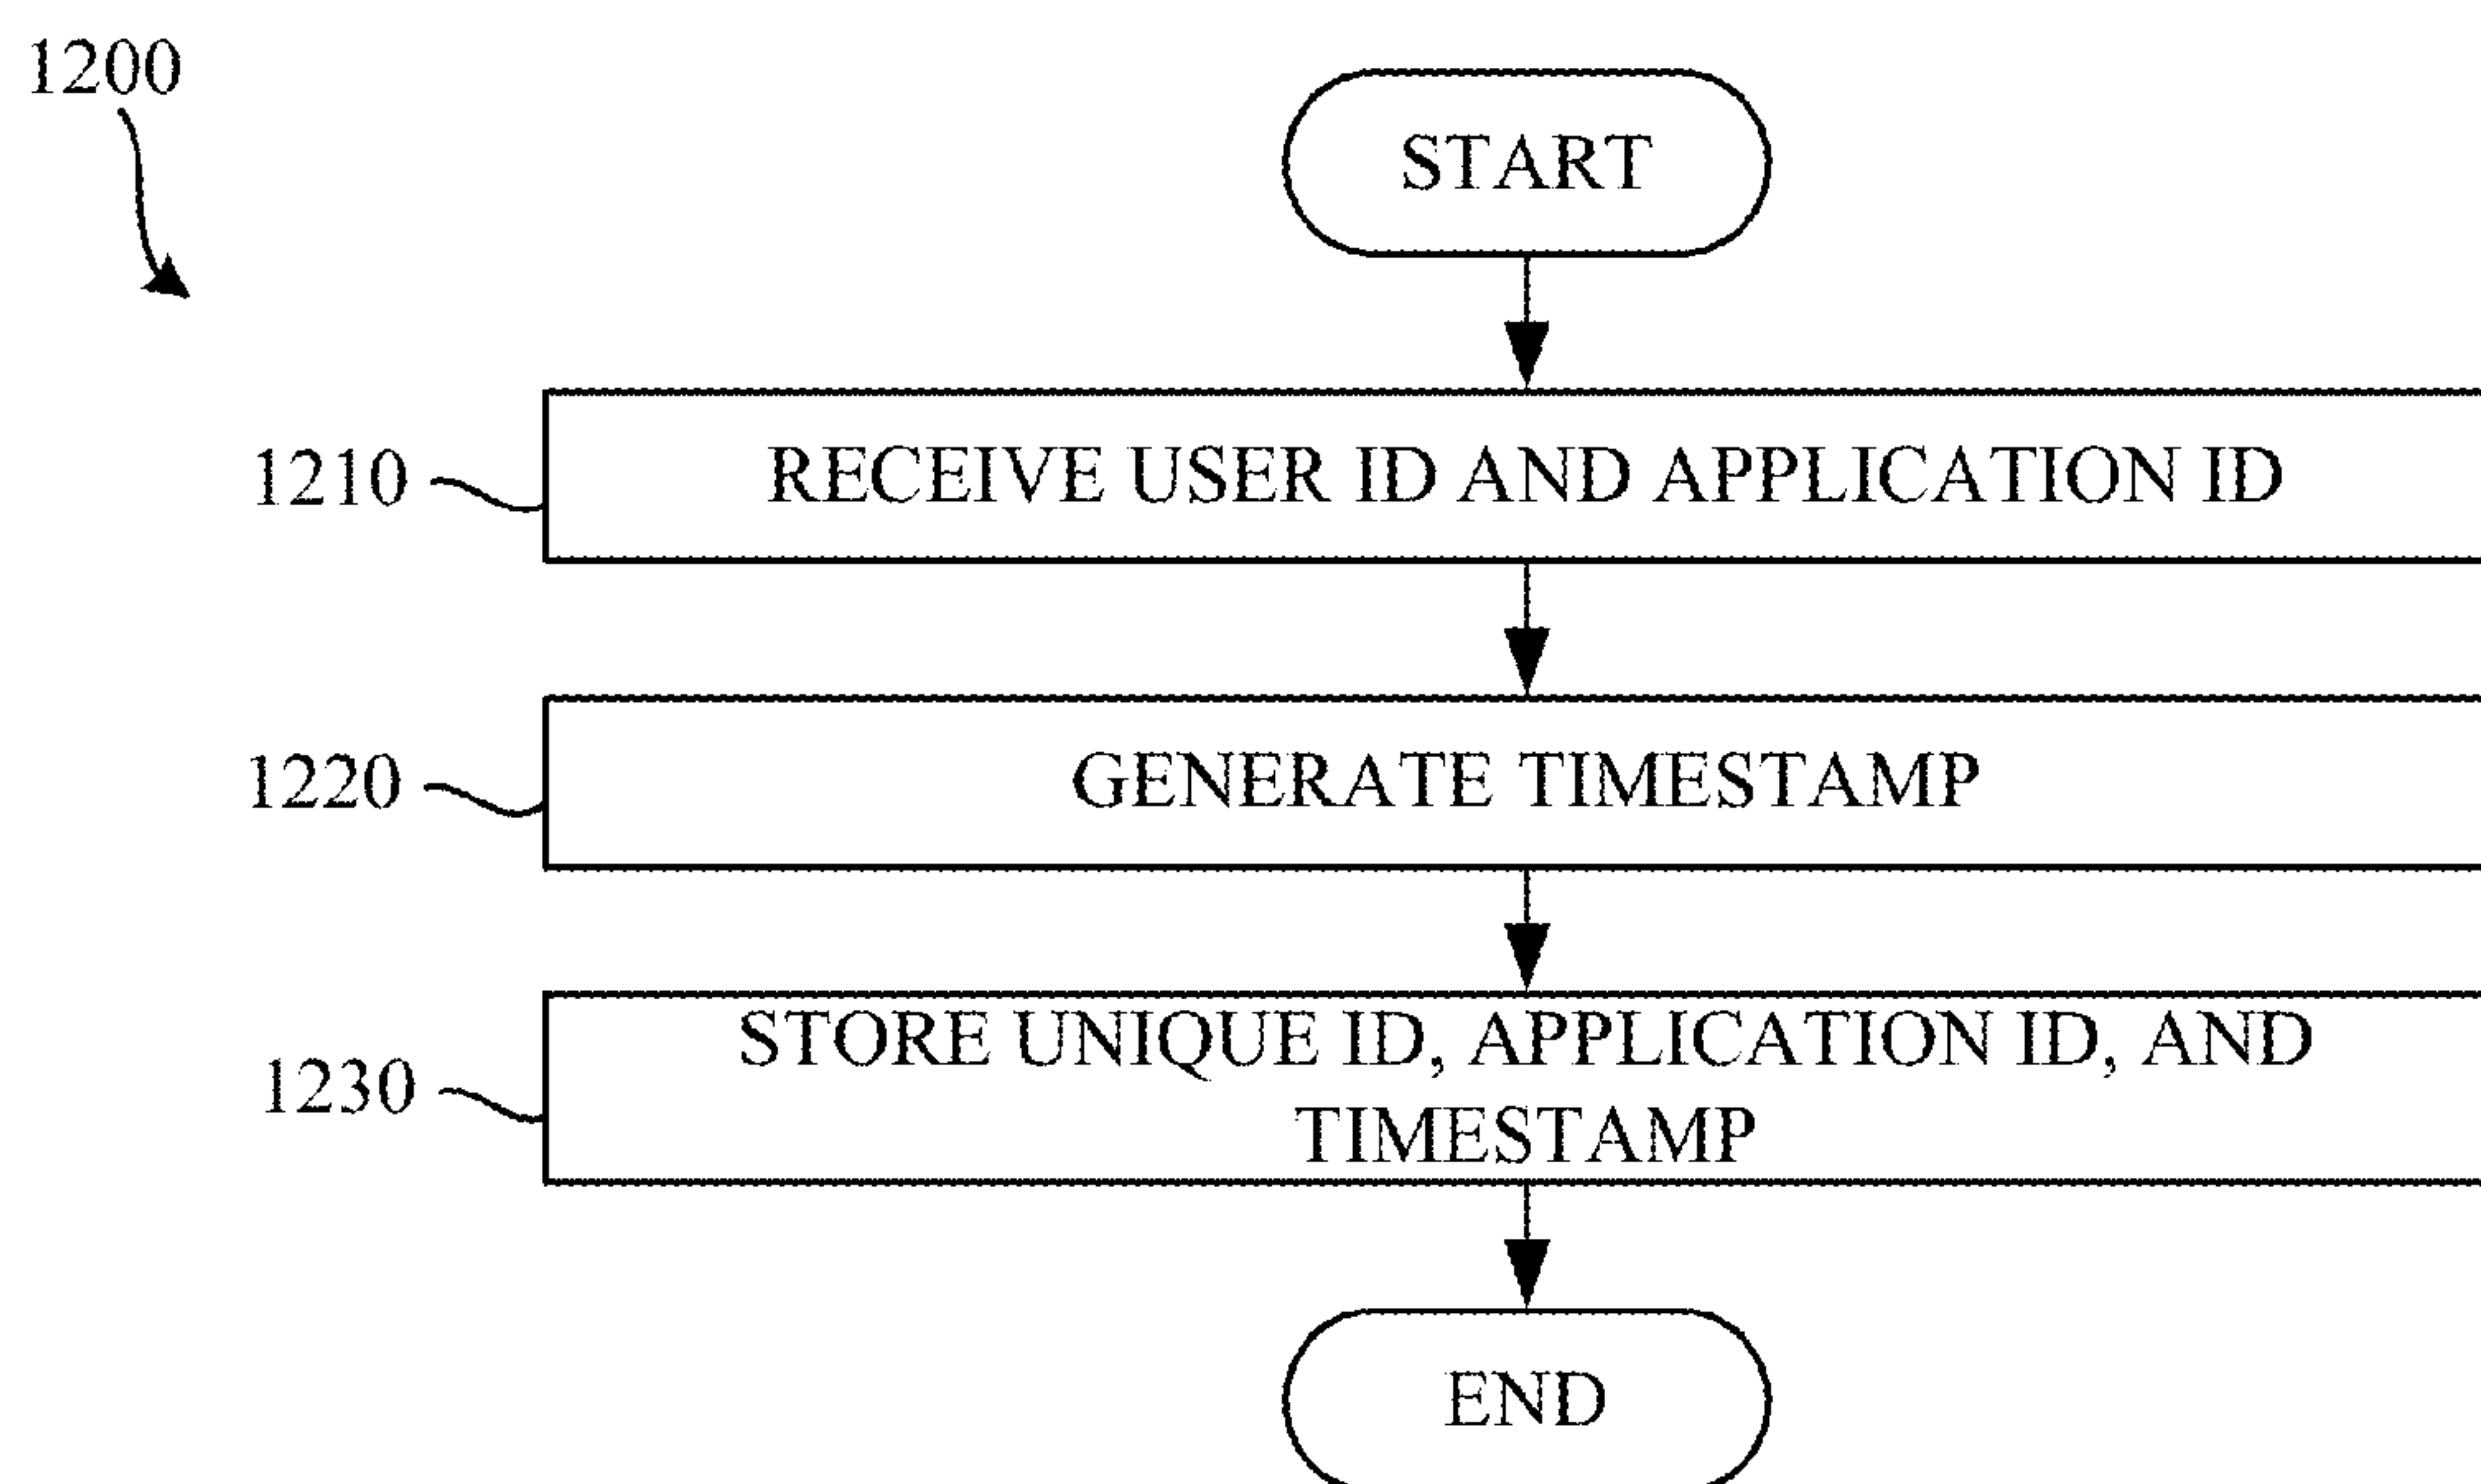 1200
START
1210
RECEIVE USER ID AND APPLICATION ID
1220
GENERATE TIMESTAMP
1230
STORE UNIQUE ID, APPLICATION ID, AND
TIMESTAMP
END